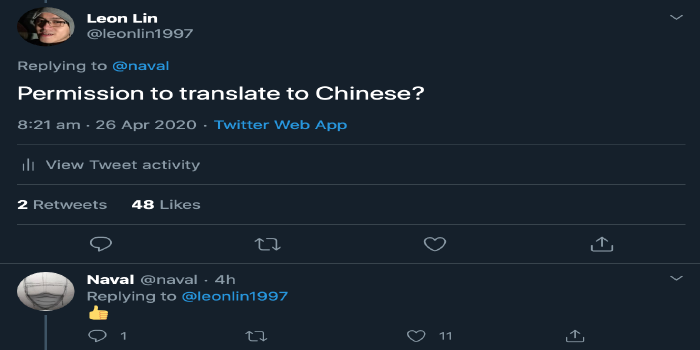 Leon Lin
@leonlin1997
Replying to @naval
Permission to translate to Chinese?
8:21 am · 26 Apr 2020 · Twitter Web App
View Tweet activity
2 Retweets 48 Likes
Naval @naval · 4h
Replying to @leonlin1997
👍
1 11